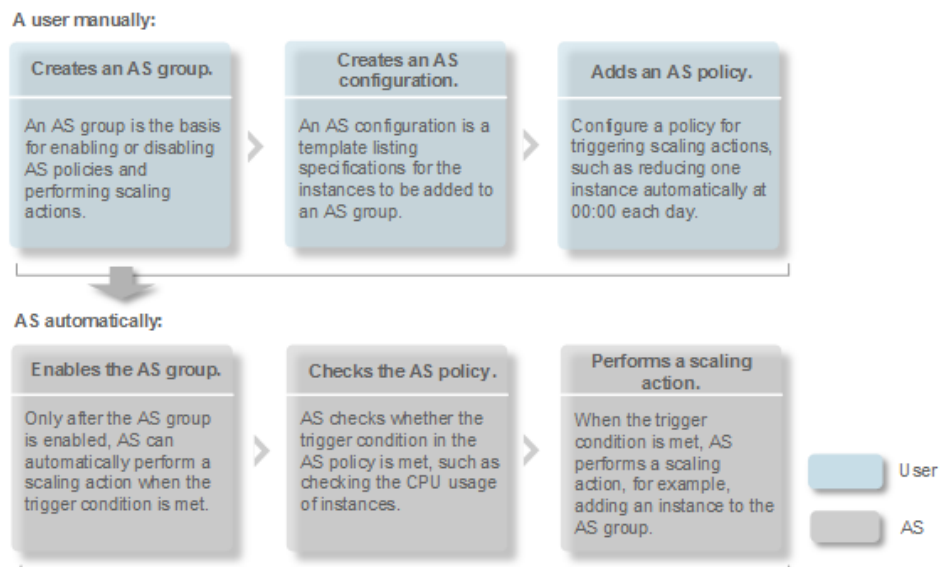 A user manually:
Creates an AS group.
An AS group is the basis
for enabling or disabling
AS policies and
performing scaling
actions.
Creates an AS
configuration.
An AS configuration is a
template listing
specifications for the
instances to be added to
an AS group.
Adds an AS policy.
Configure a policy for
triggering scaling actions,
such as reducing one
instance automatically at
00:00 each day.
AS automatically:
Enables the AS group.
Only after the AS group
is enabled, AS can
automatically perform a
scaling action when the
trigger condition is met.
Checks the AS policy.
AS checks whether the
trigger condition in the
AS policy is met, such as
checking the CPU usage
of instances.
Performs a scaling
action.
When the trigger
condition is met, AS
performs a scaling
action, for example,
adding an instance to the
AS group.
User
AS